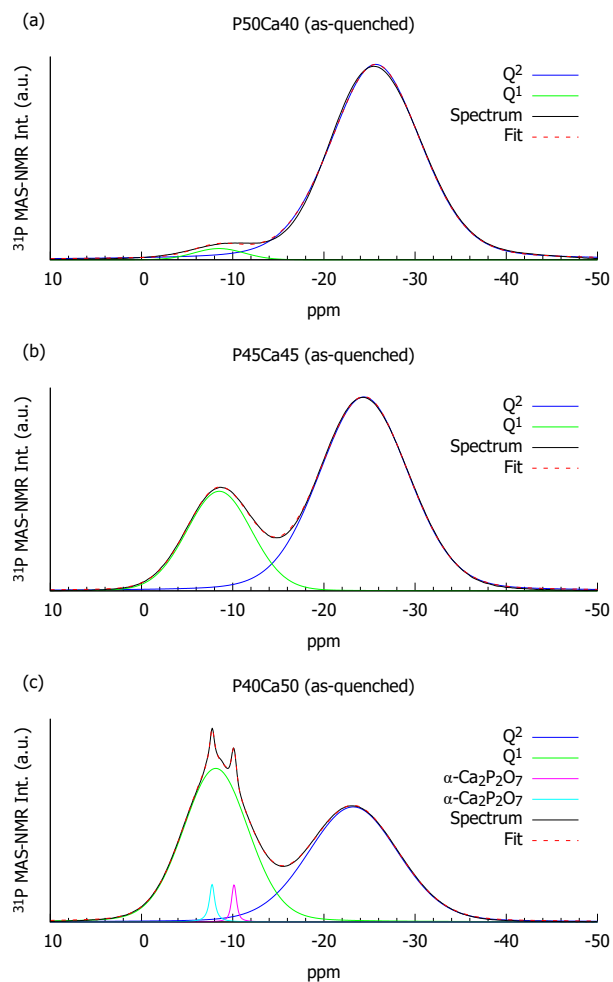 (a)
P50Ca40 (as-quenched)
³¹P MAS-NMR Int. (a.u.)
Q²
Q¹
Spectrum
Fit
10 0 -10 -20 -30 -40 -50
ppm
(b)
P45Ca45 (as-quenched)
³¹P MAS-NMR Int. (a.u.)
Q²
Q¹
Spectrum
Fit
10 0 -10 -20 -30 -40 -50
ppm
(c)
P40Ca50 (as-quenched)
³¹P MAS-NMR Int. (a.u.)
Q²
Q¹
α-Ca₂P₂O₇
α-Ca₂P₂O₇
Spectrum
Fit
10 0 -10 -20 -30 -40 -50
ppm